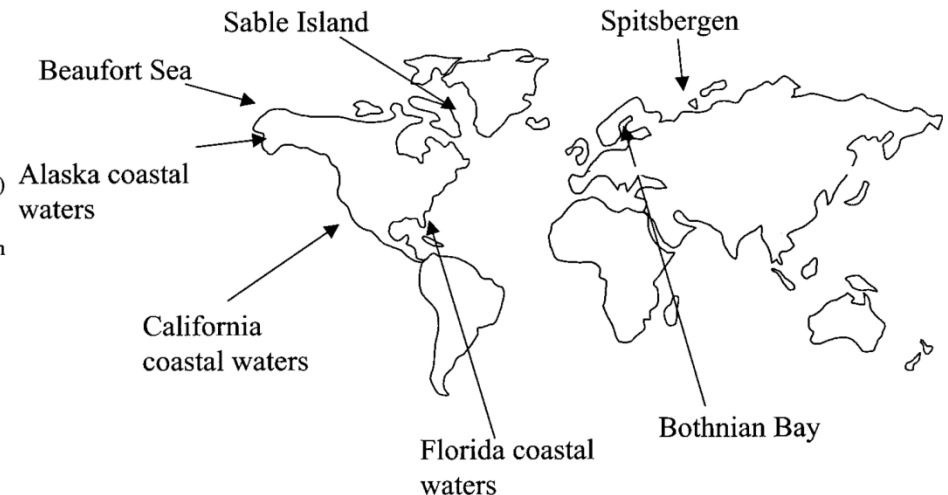 Sable Island
Spitsbergen
Beaufort Sea
)
Alaska coastal
waters
n
California
coastal waters
Florida coastal
waters
Bothnian Bay